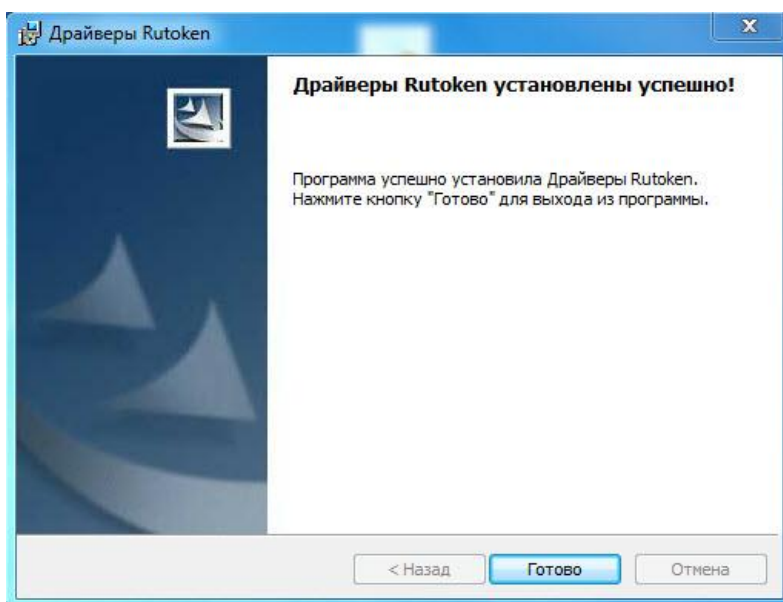 Драйверы Rutoken
Драйверы Rutoken установлены успешно!
Программа успешно установила Драйверы Rutoken.
Нажмите кнопку "Готово" для выхода из программы.
< Назад
Готово
Отмена